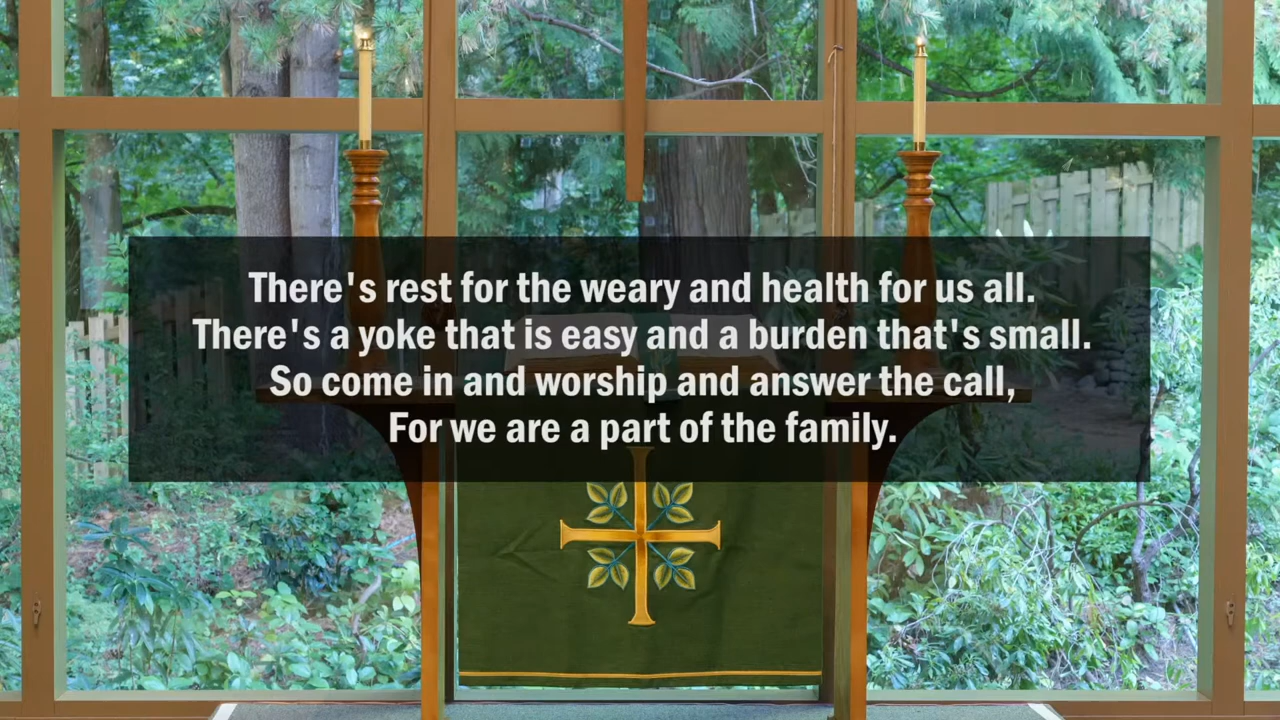 There's rest for the weary and health for us all.
There's a yoke that is easy and a burden that's small.
So come in and worship and answer the call,
For we are a part of the family.